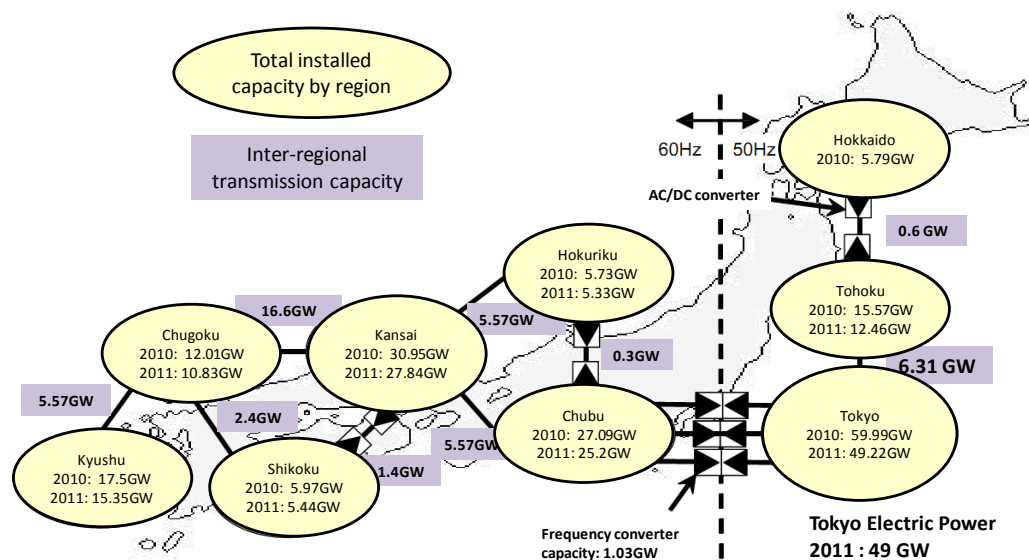 Total installed
capacity by region
Inter-regional
transmission capacity
60Hz
50Hz
Hokkaido
2010: 5.79GW
AC/DC converter
0.6 GW
Hokuriku
2010: 5.73GW
2011: 5.33GW
Tohoku
2010: 15.57GW
2011: 12.46GW
16.6GW
5.57GW
Chugoku
2010: 12.01GW
2011: 10.83GW
Kansai
2010: 30.95GW
2011: 27.84GW
0.3GW
6.31 GW
5.57GW
2.4GW
Chubu
2010: 27.09GW
2011: 25.2GW
Tokyo
2010: 59.99GW
2011: 49.22GW
5.57GW
Kyushu
2010: 17.5GW
2011: 15.35GW
Shikoku
2010: 5.97GW
2011: 5.44GW
1.4GW
Frequency converter
capacity: 1.03GW
Tokyo Electric Power
2011 : 49 GW